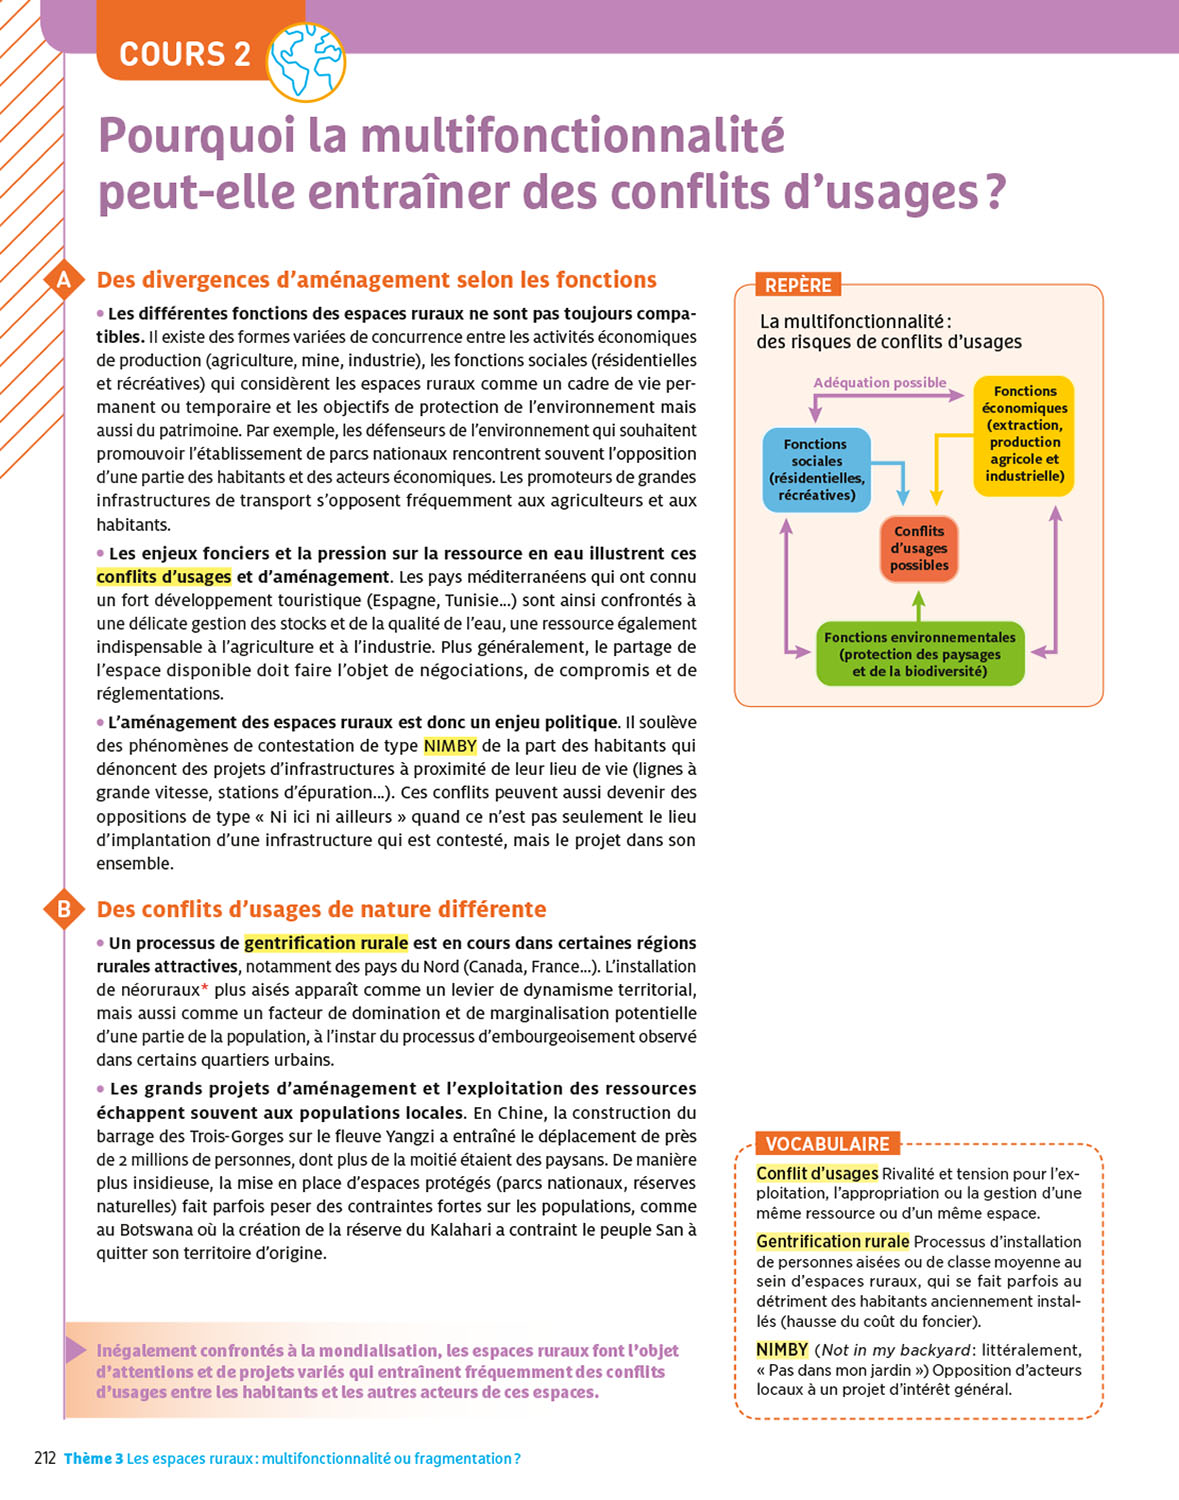 COURS 2
Pourquoi la multifonctionnalité
peut-elle entraîner des conflits d'usages ?
A
Des divergences d'aménagement selon les fonctions
• Les différentes fonctions des espaces ruraux ne sont pas toujours compa-
tibles. Il existe des formes variées de concurrence entre les activités économiques
de production (agriculture, mine, industrie), les fonctions sociales (résidentielles
et récréatives) qui considèrent les espaces ruraux comme un cadre de vie per-
manent ou temporaire et les objectifs de protection de l'environnement mais
aussi du patrimoine. Par exemple, les défenseurs de l'environnement qui souhaitent
promouvoir l'établissement de parcs nationaux rencontrent souvent l'opposition
d'une partie des habitants et des acteurs économiques. Les promoteurs de grandes
infrastructures de transport s'opposent fréquemment aux agriculteurs et aux
habitants.
• Les enjeux fonciers et la pression sur la ressource en eau illustrent ces
conflits d'usages et d'aménagement. Les pays méditerranéens qui ont connu
un fort développement touristique (Espagne, Tunisie...) sont ainsi confrontés à
une délicate gestion des stocks et de la qualité de l'eau, une ressource également
indispensable à l'agriculture et à l'industrie. Plus généralement, le partage de
l'espace disponible doit faire l'objet de négociations, de compromis et de
réglementations.
• L'aménagement des espaces ruraux est donc un enjeu politique. Il soulève
des phénomènes de contestation de type NIMBY de la part des habitants qui
dénoncent des projets d'infrastructures à proximité de leur lieu de vie (lignes à
grande vitesse, stations d'épuration...). Ces conflits peuvent aussi devenir des
oppositions de type « Ni ici ni ailleurs » quand ce n'est pas seulement le lieu
d'implantation d'une infrastructure qui est contesté, mais le projet dans son
ensemble.
B
Des conflits d'usages de nature différente
• Un processus de gentrification rurale est en cours dans certaines régions
rurales attractives, notamment des pays du Nord (Canada, France...). L'installation
de néoruraux* plus aisés apparaît comme un levier de dynamisme territorial,
mais aussi comme un facteur de domination et de marginalisation potentielle
d'une partie de la population, à l'instar du processus d'embourgeoisement observé
dans certains quartiers urbains.
• Les grands projets d'aménagement et l'exploitation des ressources
échappent souvent aux populations locales. En Chine, la construction du
barrage des Trois-Gorges sur le fleuve Yangzi a entraîné le déplacement de près
de 2 millions de personnes, dont plus de la moitié étaient des paysans. De manière
plus insidieuse, la mise en place d'espaces protégés (parcs nationaux, réserves
naturelles) fait parfois peser des contraintes fortes sur les populations, comme
au Botswana où la création de la réserve du Kalahari a contraint le peuple San à
quitter son territoire d'origine.
Inégalement confrontés à la mondialisation, les espaces ruraux font l'objet
d'attentions et de projets variés qui entraînent fréquemment des conflits
d'usages entre les habitants et les autres acteurs de ces espaces.
REPÈRE
La multifonctionnalité :
des risques de conflits d'usages
Adéquation possible
Fonctions
économiques
(extraction,
production
agricole et
industrielle)
Fonctions
sociales
(résidentielles,
récréatives)
Conflits
d'usages
possibles
Fonctions environnementales
(protection des paysages
et de la biodiversité)
VOCABULAIRE
Conflit d'usages Rivalité et tension pour l'ex-
ploitation, l'appropriation ou la gestion d'une
même ressource ou d'un même espace.
Gentrification rurale Processus d'installation
de personnes aisées ou de classe moyenne au
sein d'espaces ruraux, qui se fait parfois au
détriment des habitants anciennement instal-
lés (hausse du coût du foncier).
NIMBY (Not in my backyard : littéralement,
« Pas dans mon jardin ») Opposition d'acteurs
locaux à un projet d'intérêt général.
212 Thème 3 Les espaces ruraux : multifonctionnalité ou fragmentation ?